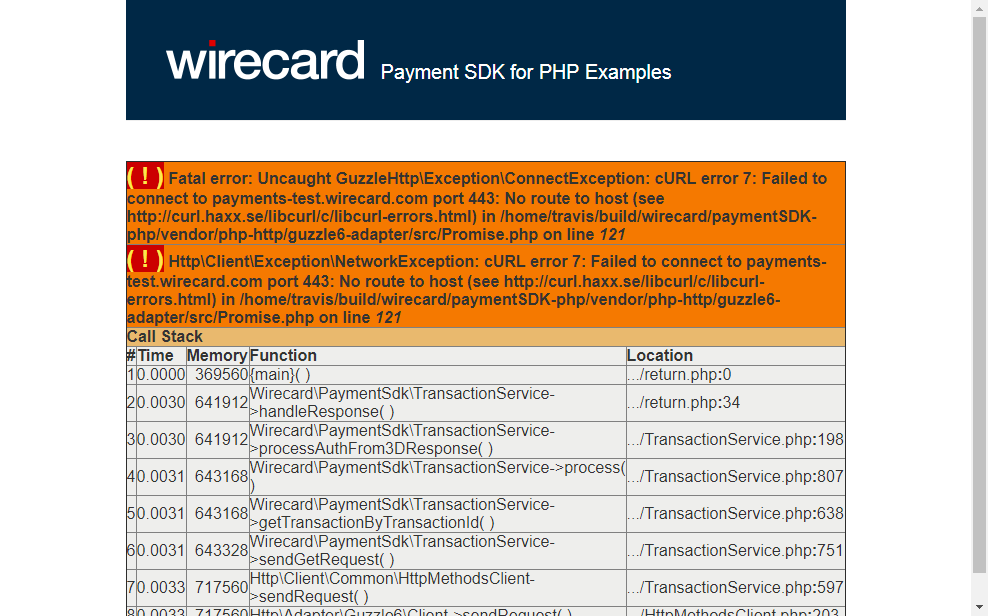 wirecard Payment SDK for PHP Examples
( ! ) Fatal error: Uncaught GuzzleHttp\Exception\ConnectException: cURL error 7: Failed to
connect to payments-test.wirecard.com port 443: No route to host (see
http://curl.haxx.se/libcurl/c/libcurl-errors.html) in /home/travis/build/wirecard/paymentSDK-
php/vendor/php-http/guzzle6-adapter/src/Promise.php on line 121
( ! ) Http\Client\Exception\NetworkException: cURL error 7: Failed to connect to payments-
test.wirecard.com port 443: No route to host (see http://curl.haxx.se/libcurl/c/libcurl-
errors.html) in /home/travis/build/wirecard/paymentSDK-php/vendor/php-http/guzzle6-
adapter/src/Promise.php on line 121
Call Stack
# Time Memory Function Location
1 0.0000 369560 {main}( ) .../return.php:0
2 0.0030 641912 Wirecard\PaymentSdk\TransactionService-
>handleResponse( ) .../return.php:34
3 0.0030 641912 Wirecard\PaymentSdk\TransactionService-
>processAuthFrom3DResponse( ) .../TransactionService.php:198
4 0.0031 643168 Wirecard\PaymentSdk\TransactionService->process(
) .../TransactionService.php:807
5 0.0031 643168 Wirecard\PaymentSdk\TransactionService-
>getTransactionByTransactionId( ) .../TransactionService.php:638
6 0.0031 643328 Wirecard\PaymentSdk\TransactionService-
>sendGetRequest( ) .../TransactionService.php:751
7 0.0033 717560 Http\Client\Common\HttpMethodsClient-
>sendRequest( ) .../TransactionService.php:597
8 0.0033 717560 Http\Adapter\Guzzle6\Client->sendRequest( ) .../HttpMethodsClient.php:203